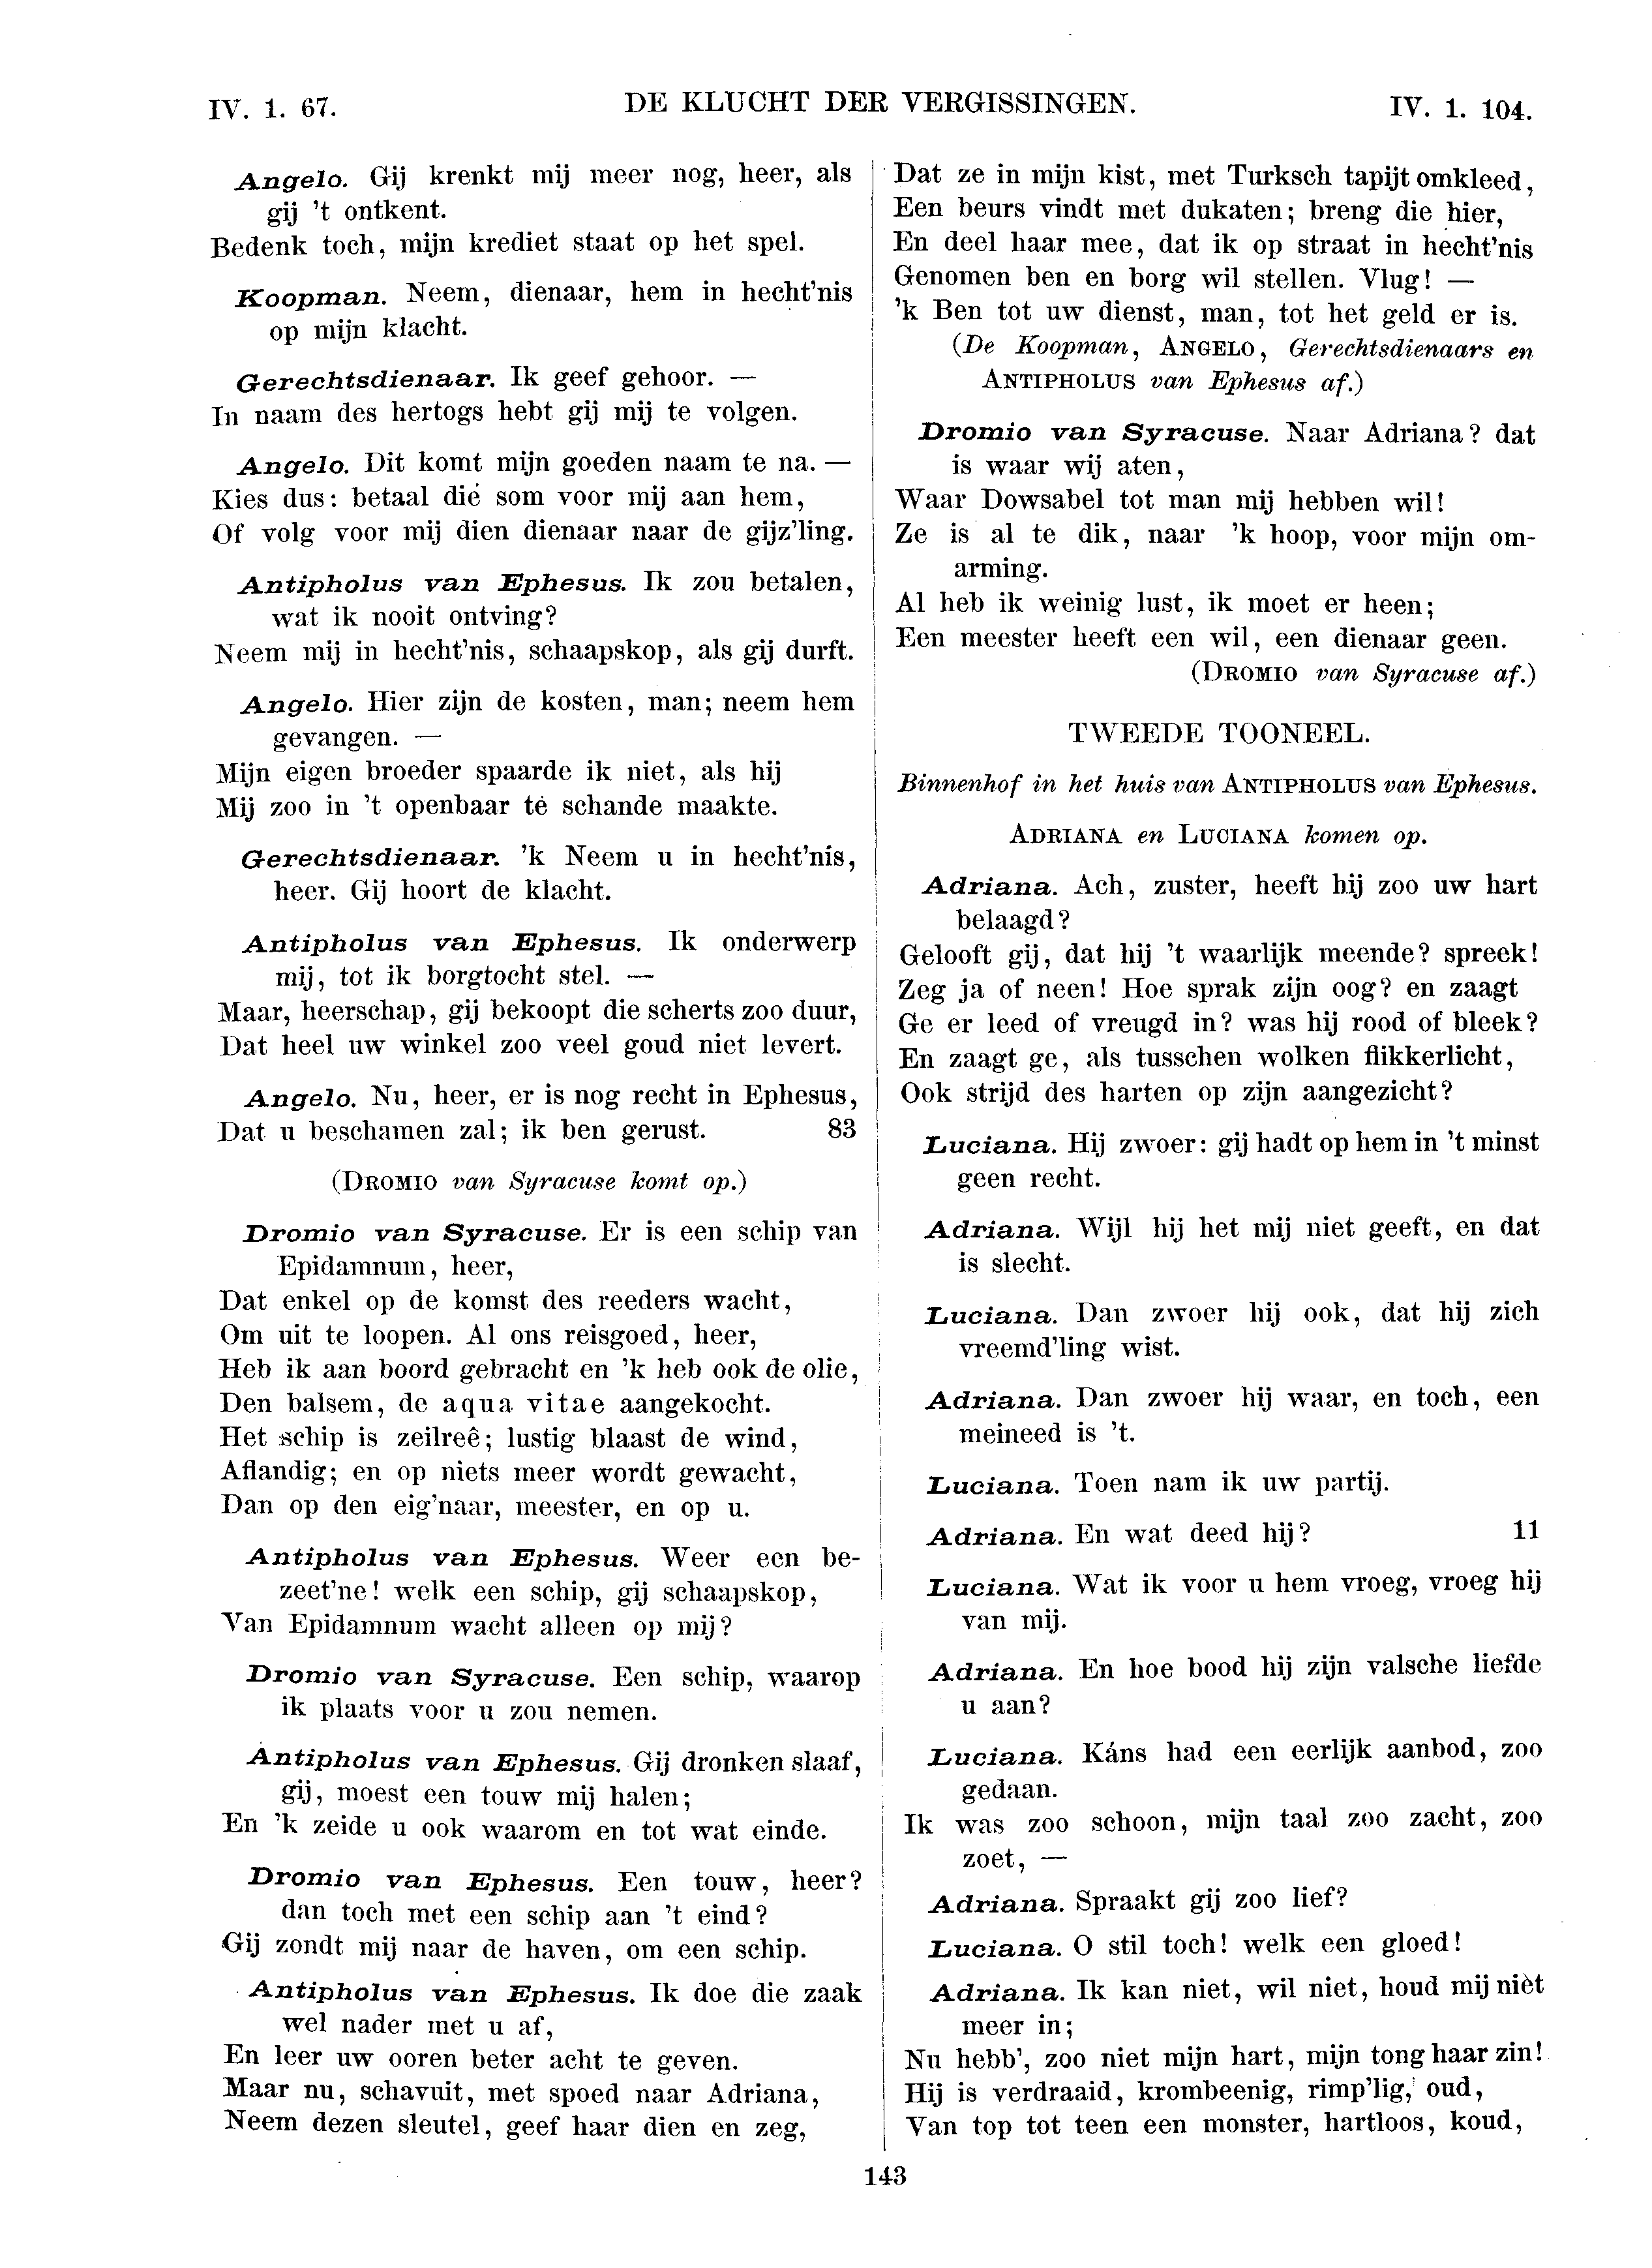 IV. 1. 67.
DE KLUCHT DER VERGISSINGEN.
IV. 1. 104.
Angelo. Gij krenkt mij meer nog, heer, als
gij 't ontkent.
Bedenk toch, mijn krediet staat op het spel.
Koopman. Neem, dienaar, hem in hecht'nis
op mijn klacht.
Gerechtsdienaar. Ik geef gehoor. —
In naam des hertogs hebt gij mij te volgen.
Angelo. Dit komt mijn goeden naam te na. —
Kies dus: betaal die som voor mij aan hem,
Of volg voor mij dien dienaar naar de gijz'ling.
Antipholus van Ephesus. Ik zou betalen,
wat ik nooit ontving?
Neem mij in hecht'nis, schaapskop, als gij durft.
Angelo. Hier zijn de kosten, man; neem hem
gevangen. —
Mijn eigen broeder spaarde ik niet, als hij
Mij zoo in 't openbaar te schande maakte.
Gerechtsdienaar. 'k Neem u in hecht'nis,
heer. Gij hoort de klacht.
Antipholus van Ephesus. Ik onderwerp
mij, tot ik borgtocht stel. —
Maar, heerschap, gij bekoopt die scherts zoo duur,
Dat heel uw winkel zoo veel goud niet levert.
Angelo. Nu, heer, er is nog recht in Ephesus,
Dat u beschamen zal; ik ben gerust. 83
(DROMIO van Syracuse komt op.)
Dromio van Syracuse. Er is een schip van
Epidamnum, heer,
Dat enkel op de komst des reeders wacht,
Om uit te loopen. Al ons reisgoed, heer,
Heb ik aan boord gebracht en 'k heb ook de olie,
Den balsem, de aqua vitae aangekocht.
Het schip is zeilreê; lustig blaast de wind,
Aflandig; en op niets meer wordt gewacht,
Dan op den eig'naar, meester, en op u.
Antipholus van Ephesus. Weer een be-
zeet'ne! welk een schip, gij schaapskop,
Van Epidamnum wacht alleen op mij?
Dromio van Syracuse. Een schip, waarop
ik plaats voor u zou nemen.
Antipholus van Ephesus. Gij dronken slaaf,
gij, moest een touw mij halen;
En 'k zeide u ook waarom en tot wat einde.
Dromio van Ephesus. Een touw, heer?
dan toch met een schip aan 't eind?
Gij zondt mij naar de haven, om een schip.
Antipholus van Ephesus. Ik doe die zaak
wel nader met u af,
En leer uw ooren beter acht te geven.
Maar nu, schavuit, met spoed naar Adriana,
Neem dezen sleutel, geef haar dien en zeg,
Dat ze in mijn kist, met Turksch tapijt omkleed,
Een beurs vindt met dukaten; breng die hier,
En deel haar mee, dat ik op straat in hecht'nis
Genomen ben en borg wil stellen. Vlug! —
'k Ben tot uw dienst, man, tot het geld er is.
(De Koopman, ANGELO, Gerechtsdienaars en
ANTIPHOLUS van Ephesus af.)
Dromio van Syracuse. Naar Adriana? dat
is waar wij aten,
Waar Dowsabel tot man mij hebben wil!
Ze is al te dik, naar 'k hoop, voor mijn om-
arming.
Al heb ik weinig lust, ik moet er heen;
Een meester heeft een wil, een dienaar geen.
(DROMIO van Syracuse af.)
TWEEDE TOONEEL.
Binnenhof in het huis van ANTIPHOLUS van Ephesus.
ADRIANA en LUCIANA komen op.
Adriana. Ach, zuster, heeft hij zoo uw hart
belaagd?
Gelooft gij, dat hij 't waarlijk meende? spreek!
Zeg ja of neen! Hoe sprak zijn oog? en zaagt
Ge er leed of vreugd in? was hij rood of bleek?
En zaagt ge, als tusschen wolken flikkerlicht,
Ook strijd des harten op zijn aangezicht?
Luciana. Hij zwoer: gij hadt op hem in 't minst
geen recht.
Adriana. Wijl hij het mij niet geeft, en dat
is slecht.
Luciana. Dan zwoer hij ook, dat hij zich
vreemd'ling wist.
Adriana. Dan zwoer hij waar, en toch, een
meineed is 't.
Luciana. Toen nam ik uw partij.
Adriana. En wat deed hij? 11
Luciana. Wat ik voor u hem vroeg, vroeg hij
van mij.
Adriana. En hoe bood hij zijn valsche liefde
u aan?
Luciana. Káns had een eerlijk aanbod, zoo
gedaan.
Ik was zoo schoon, mijn taal zoo zacht, zoo
zoet, —
Adriana. Spraakt gij zoo lief?
Luciana. O stil toch! welk een gloed!
Adriana. Ik kan niet, wil niet, houd mij nièt
meer in;
Nu hebb', zoo niet mijn hart, mijn tong haar zin!
Hij is verdraaid, krombeenig, rimp'lig, oud,
Van top tot teen een monster, hartloos, koud,
143